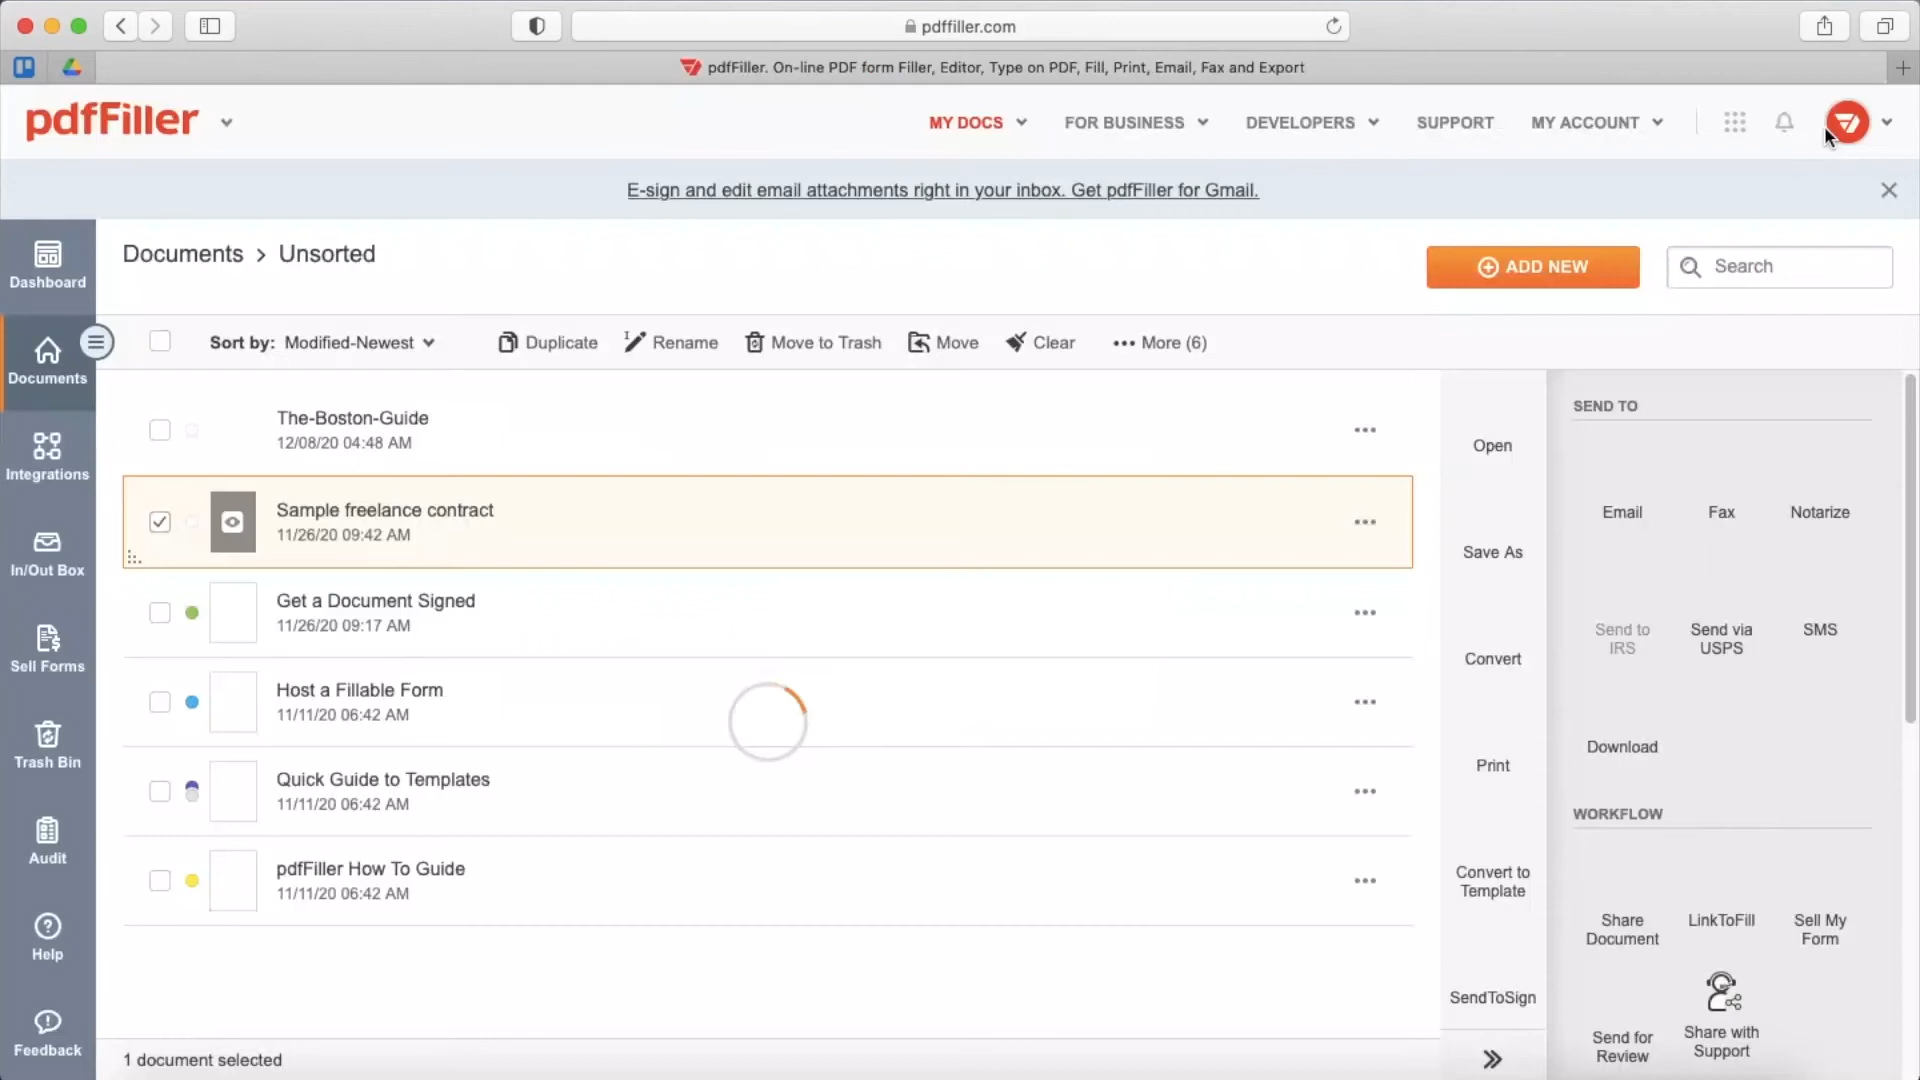 pdffiller.com
pdfFiller. On-line PDF form Filler, Editor, Type on PDF, Fill, Print, Email, Fax and Export
pdfFiller
MY DOCS
FOR BUSINESS
DEVELOPERS
SUPPORT
MY ACCOUNT
E-sign and edit email attachments right in your inbox. Get pdfFiller for Gmail.
Dashboard
Documents
Integrations
In/Out Box
Sell Forms
Trash Bin
Audit
Help
Feedback
Documents > Unsorted
ADD NEW
Search
Sort by: Modified-Newest
Duplicate
Rename
Move to Trash
Move
Clear
More (6)
The-Boston-Guide
12/08/20 04:48 AM
Sample freelance contract
11/26/20 09:42 AM
Get a Document Signed
11/26/20 09:17 AM
Host a Fillable Form
11/11/20 06:42 AM
Quick Guide to Templates
11/11/20 06:42 AM
pdfFiller How To Guide
11/11/20 06:42 AM
1 document selected
Open
Save As
Convert
Print
Convert to
Template
SendToSign
SEND TO
Email
Fax
Notarize
Send to
IRS
Send via
USPS
SMS
Download
WORKFLOW
Share
Document
LinkToFill
Sell My
Form
Send for
Review
Share with
Support